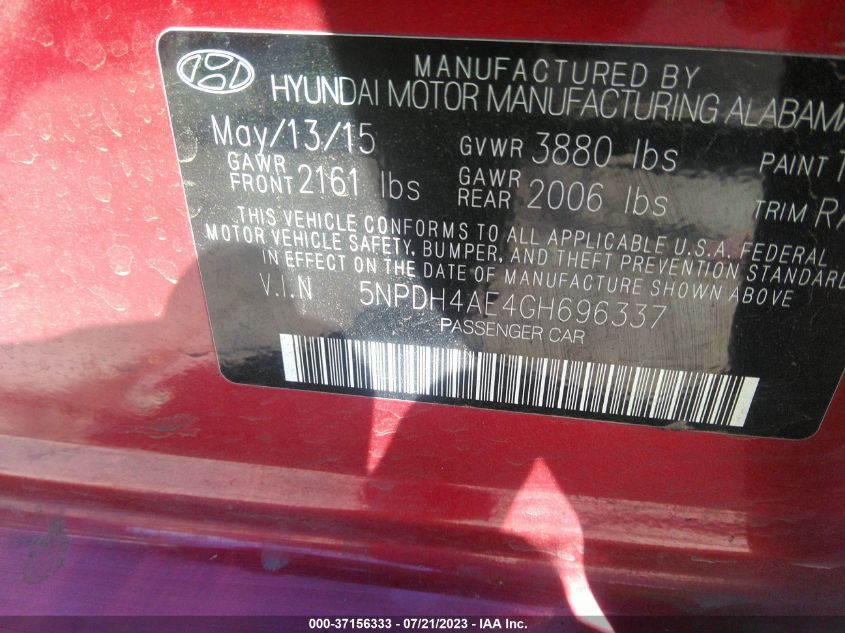 MANUFACTURED BY
HYUNDAI MOTOR MANUFACTURING ALABAMA
May/13/15 GVWR 3880 lbs PAINT
GAWR FRONT 2161 lbs GAWR REAR 2006 lbs TRIM
THIS VEHICLE CONFORMS TO ALL APPLICABLE U.S.A. FEDERAL
MOTOR VEHICLE SAFETY, BUMPER, AND THEFT PREVENTION STANDARD
IN EFFECT ON THE DATE OF MANUFACTURE SHOWN ABOVE
V.I.N 5NPDH4AE4GH696337
PASSENGER CAR
000-37156333 / 07/21/2023 - IAA Inc.